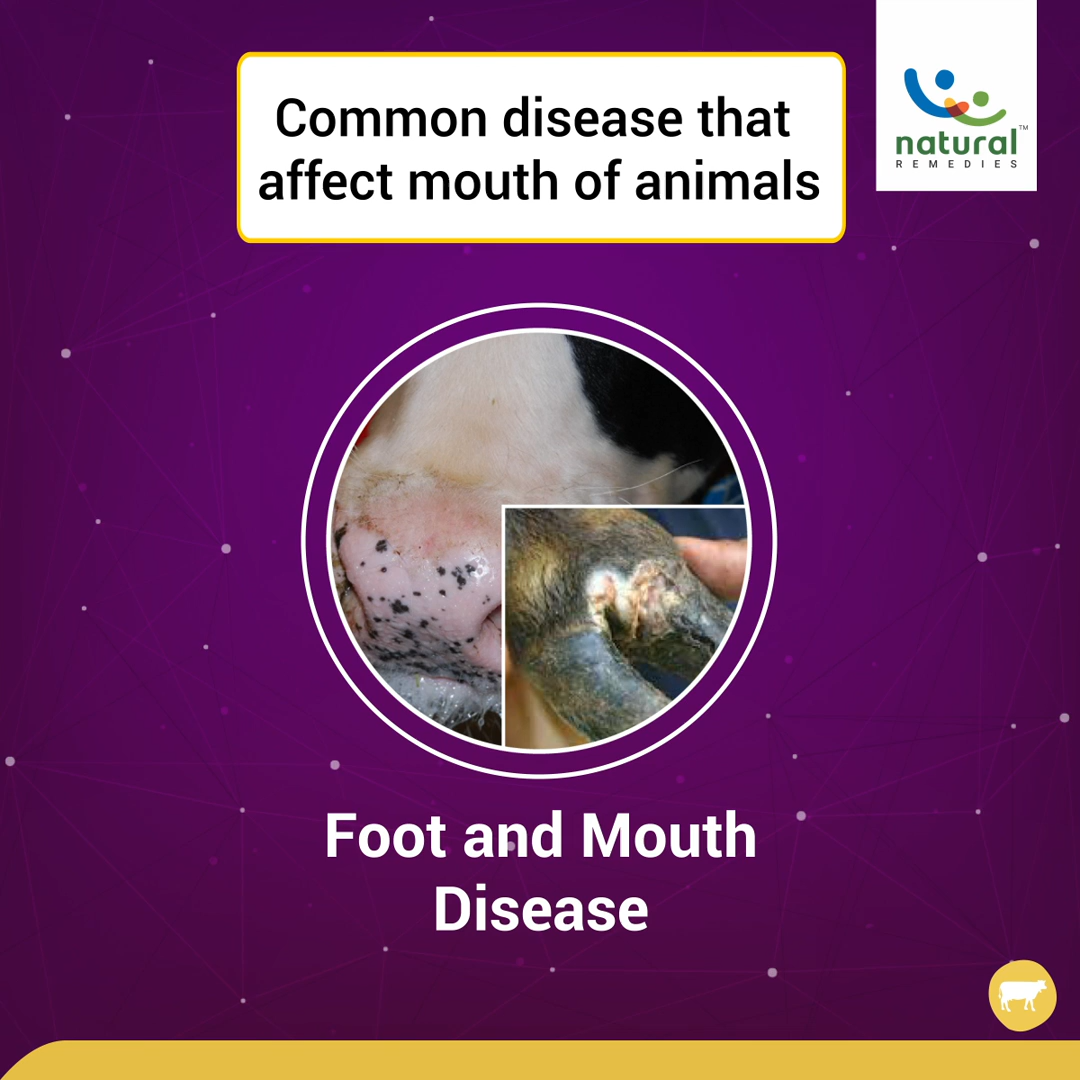 Common disease that
affect mouth of animals
natural™
REMEDIES
Foot and Mouth
Disease